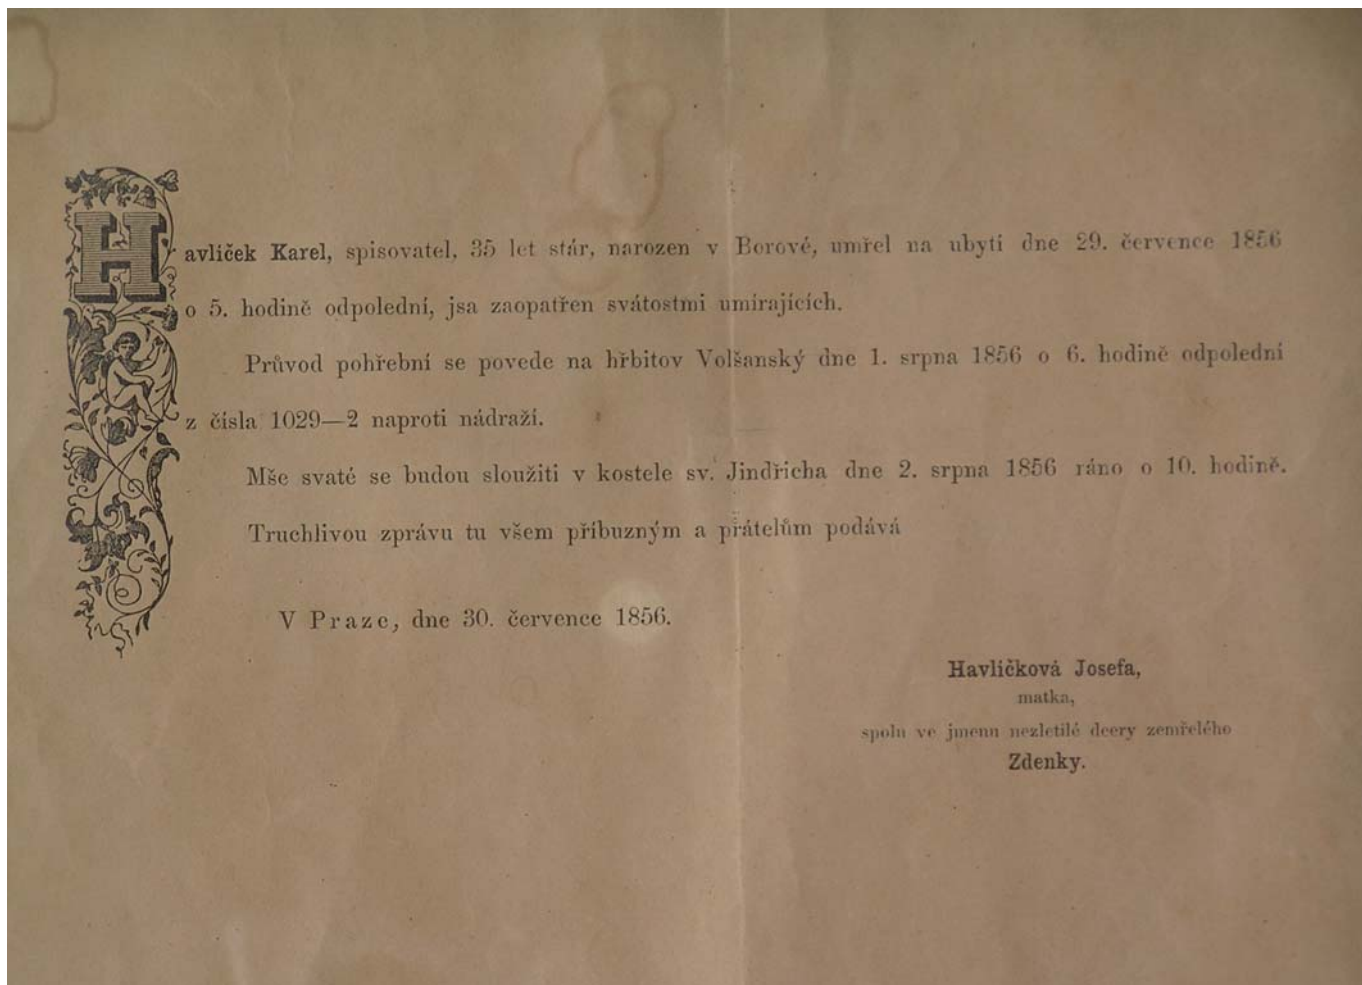 Havlíček Karel, spisovatel, 35 let stár, narozen v Borové, umřel na ubytí dne 29. července 1856
o 5. hodině odpolední, jsa zaopatřen svátostmi umírajících.
Průvod pohřební se povede na hřbitov Volšanský dne 1. srpna 1856 o 6. hodině odpolední
z čísla 1029—2 naproti nádraží.
Mše svaté se budou sloužiti v kostele sv. Jindřicha dne 2. srpna 1856 ráno o 10. hodině.
Truchlivou zprávu tu všem příbuzným a přátelům podává
V Praze, dne 30. července 1856.
Havlíčková Josefa,
matka,
spolu ve jmenu nezletilé dcery zemřelého
Zdenky.